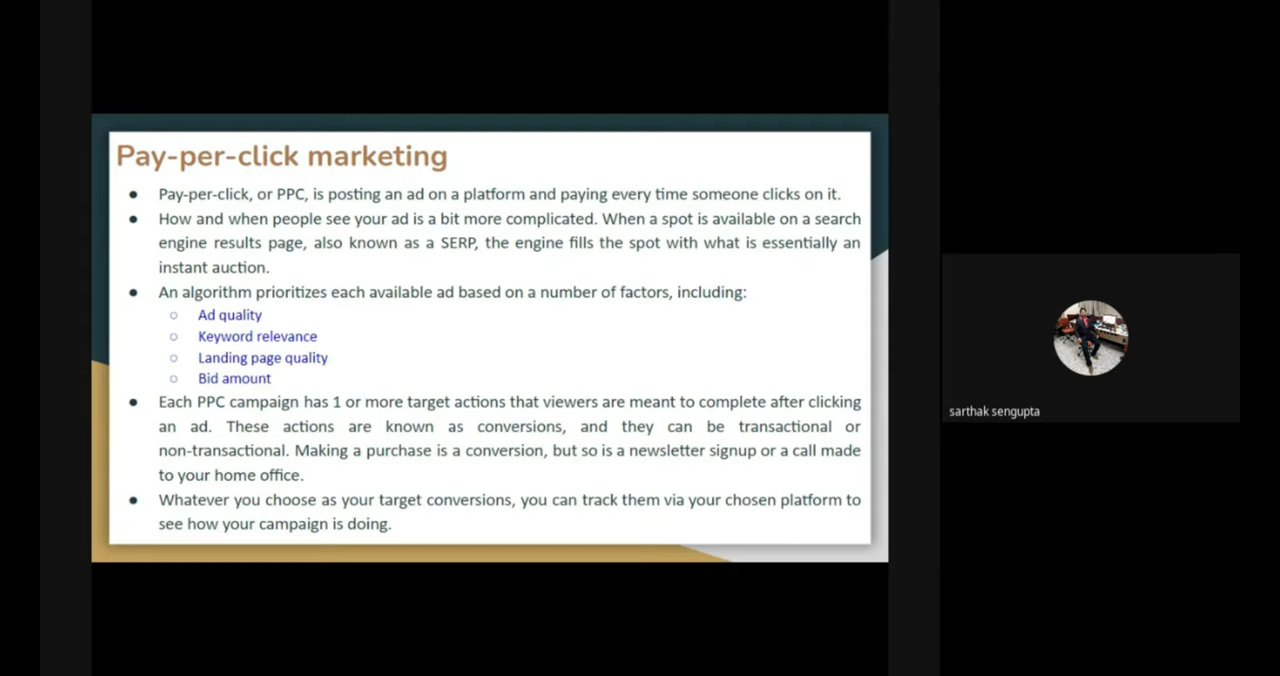 Pay-per-click marketing
● Pay-per-click, or PPC, is posting an ad on a platform and paying every time someone clicks on it.
● How and when people see your ad is a bit more complicated. When a spot is available on a search
engine results page, also known as a SERP, the engine fills the spot with what is essentially an
instant auction.
● An algorithm prioritizes each available ad based on a number of factors, including:
○ Ad quality
○ Keyword relevance
○ Landing page quality
○ Bid amount
● Each PPC campaign has 1 or more target actions that viewers are meant to complete after clicking
an ad. These actions are known as conversions, and they can be transactional or
non-transactional. Making a purchase is a conversion, but so is a newsletter signup or a call made
to your home office.
● Whatever you choose as your target conversions, you can track them via your chosen platform to
see how your campaign is doing.
sarthak sengupta